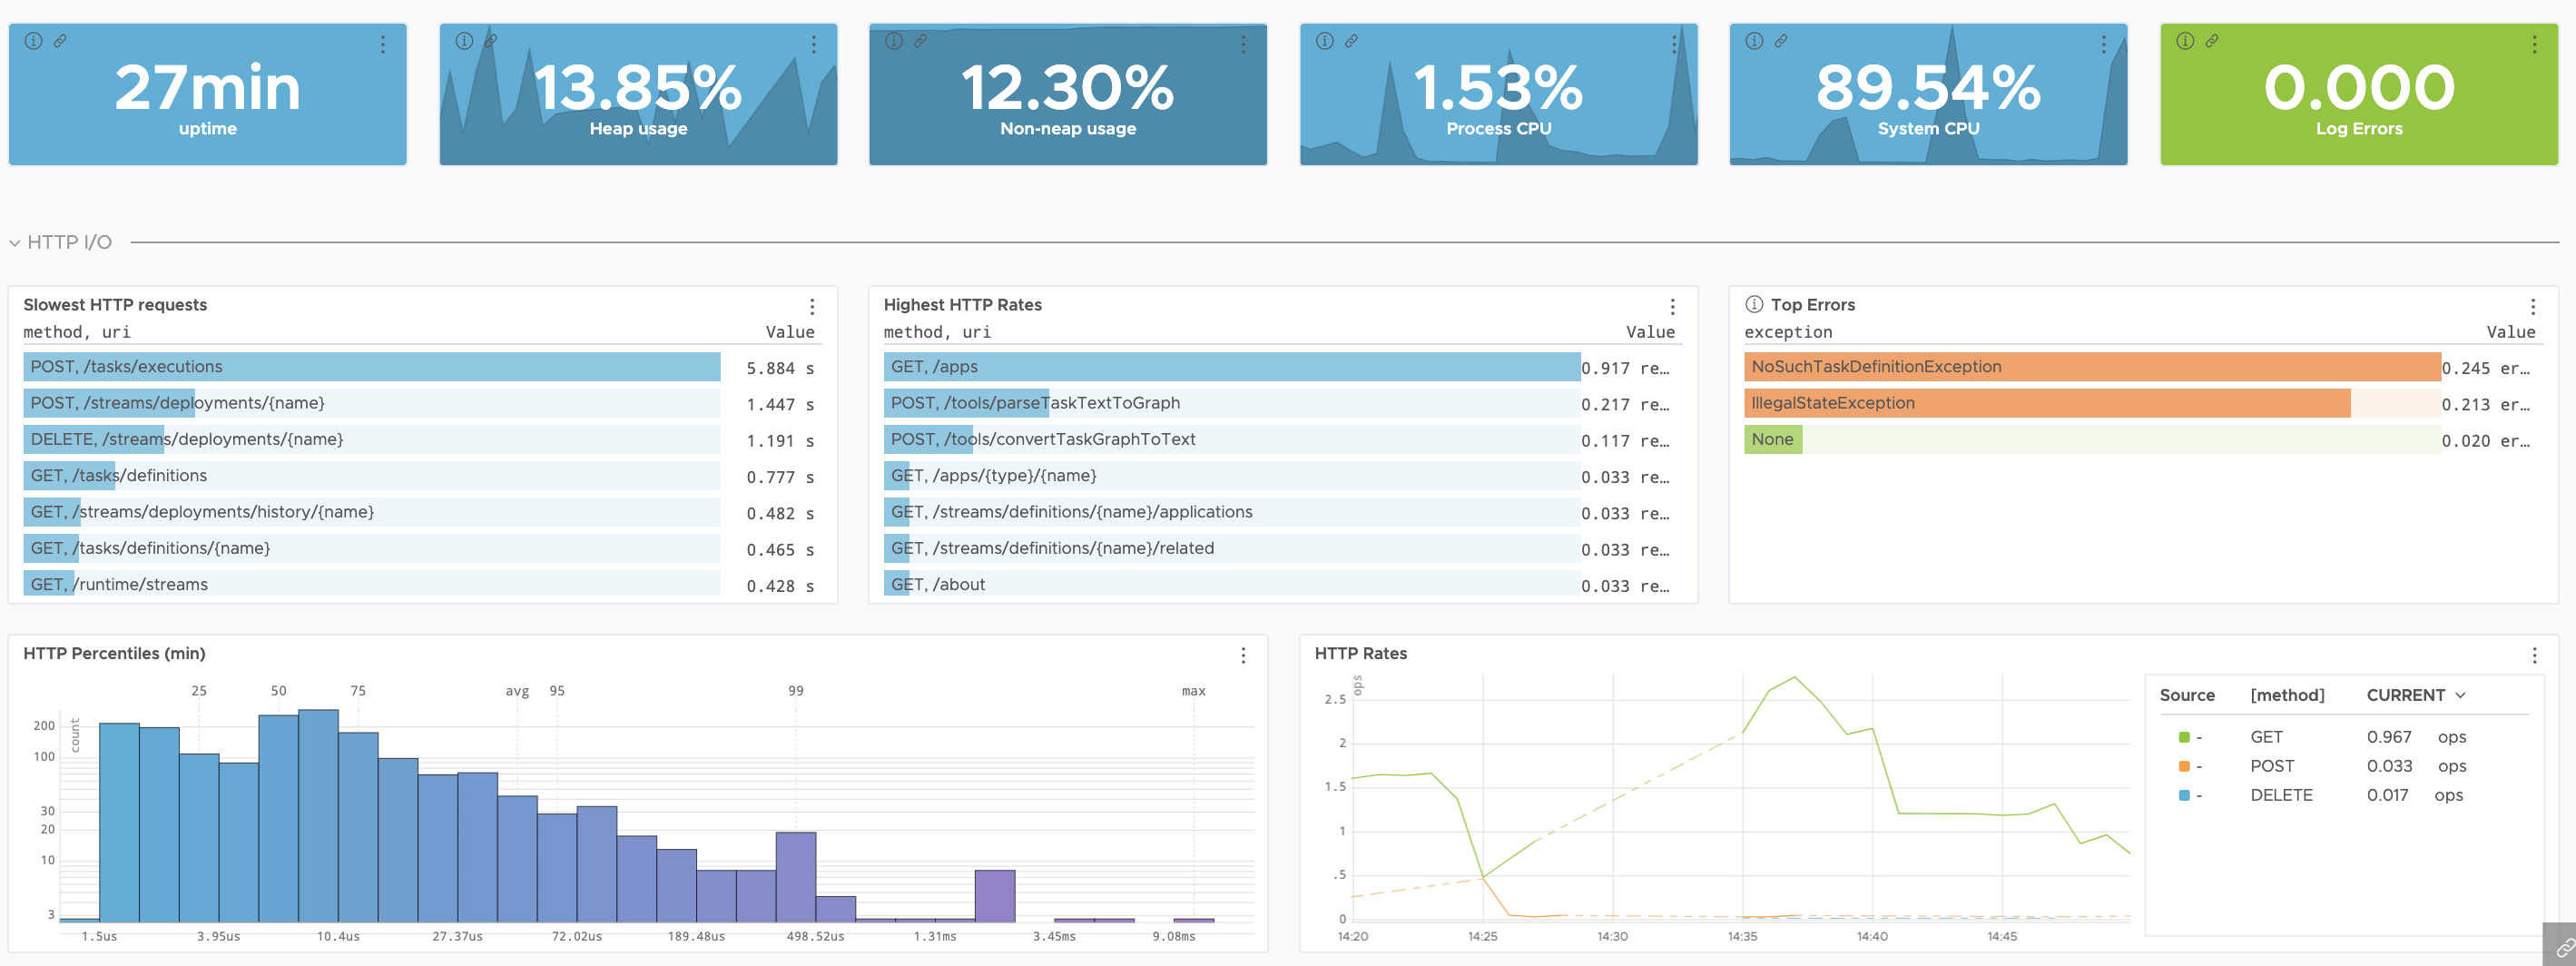 27min
uptime
13.85%
Heap usage
12.30%
Non-neap usage
1.53%
Process CPU
89.54%
System CPU
0.000
Log Errors
HTTP I/O
Slowest HTTP requests
method, uri Value
POST, /tasks/executions 5.884 s
POST, /streams/deployments/{name} 1.447 s
DELETE, /streams/deployments/{name} 1.191 s
GET, /tasks/definitions 0.777 s
GET, /streams/deployments/history/{name} 0.482 s
GET, /tasks/definitions/{name} 0.465 s
GET, /runtime/streams 0.428 s
Highest HTTP Rates
method, uri Value
GET, /apps 0.917 re…
POST, /tools/parseTaskTextToGraph 0.217 re…
POST, /tools/convertTaskGraphToText 0.117 re…
GET, /apps/{type}/{name} 0.033 re…
GET, /streams/definitions/{name}/applications 0.033 re…
GET, /streams/definitions/{name}/related 0.033 re…
GET, /about 0.033 re…
Top Errors
exception Value
NoSuchTaskDefinitionException 0.245 er…
IllegalStateException 0.213 er…
None 0.020 er…
HTTP Percentiles (min)
25 50 75 avg 95 99 max
count
200
100
30
20
10
3
1.5us 3.95us 10.4us 27.37us 72.02us 189.48us 498.52us 1.31ms 3.45ms 9.08ms
HTTP Rates
ops
2.5
2
1.5
1
.5
0
14:20 14:25 14:30 14:35 14:40 14:45
Source [method] CURRENT
- GET 0.967 ops
- POST 0.033 ops
- DELETE 0.017 ops